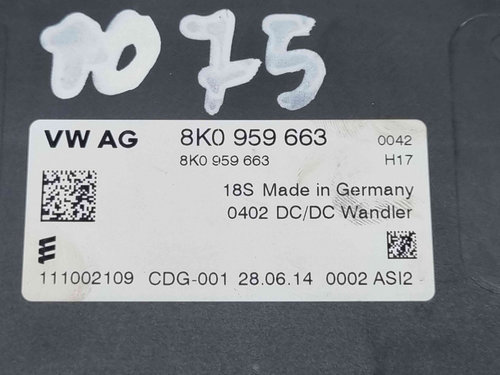 7075
VW AG 8K0 959 663 0042
8K0 959 663 H17
18S Made in Germany
0402 DC/DC Wandler
111002109 CDG-001 28.06.14 0002 ASI2